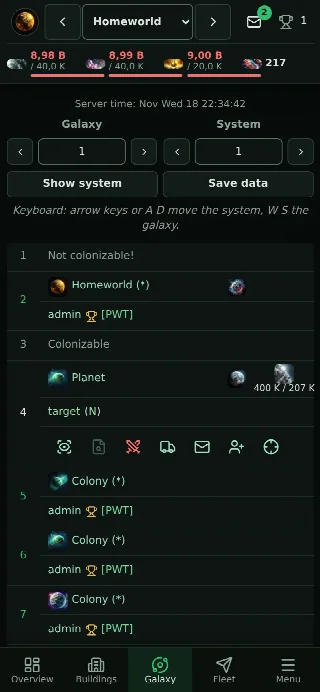 Homeworld
2
1
8,98 B
/ 40,0 K
8,99 B
/ 40,0 K
9,00 B
/ 20,0 K
217
Server time: Nov Wed 18 22:34:42
Galaxy
System
1
1
Show system
Save data
Keyboard: arrow keys or A D move the system, W S the
galaxy.
1 Not colonizable!
2 Homeworld (*)
admin [PWT]
3 Colonizable
Planet
400 K / 207 K
4 target (N)
5 Colony (*)
admin [PWT]
6 Colony (*)
admin [PWT]
7 Colony (*)
admin [PWT]
Overview
Buildings
Galaxy
Fleet
Menu